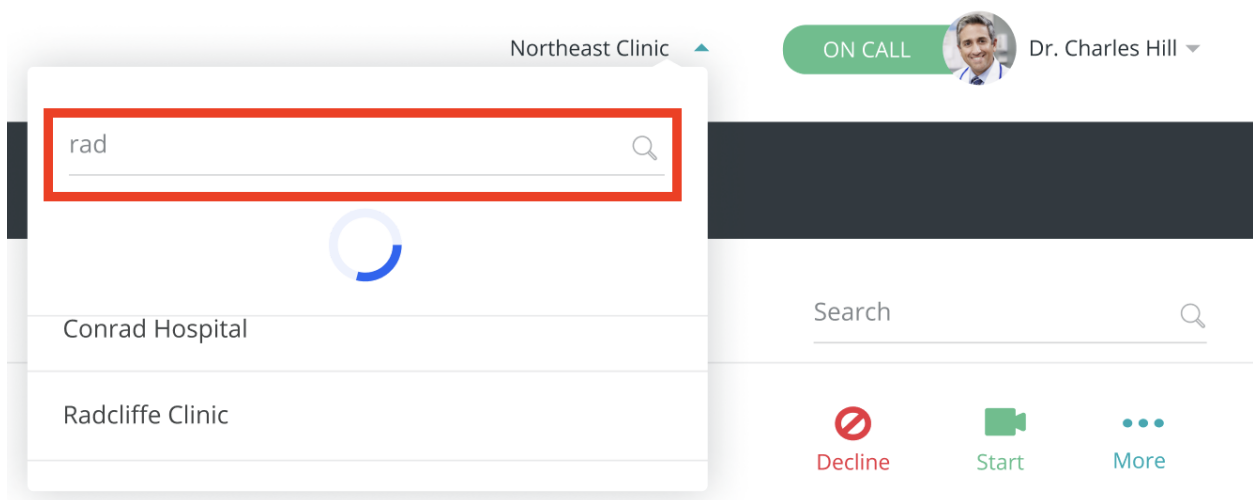 Northeast Clinic
ON CALL
Dr. Charles Hill
rad
Conrad Hospital
Radcliffe Clinic
Search
Decline
Start
More